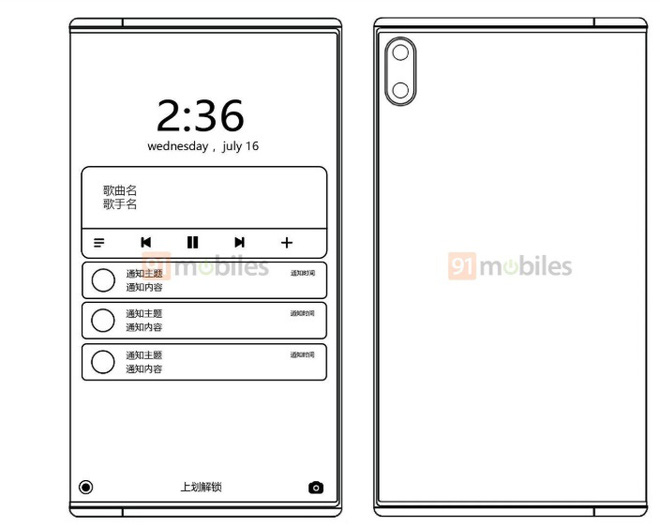 2:36
wednesday , july 16
歌曲名
歌手名
91mobiles
91mobiles
通知主题
通知时间
通知内容
通知主题
通知时间
通知内容
通知主题
通知时间
通知内容
上划解锁